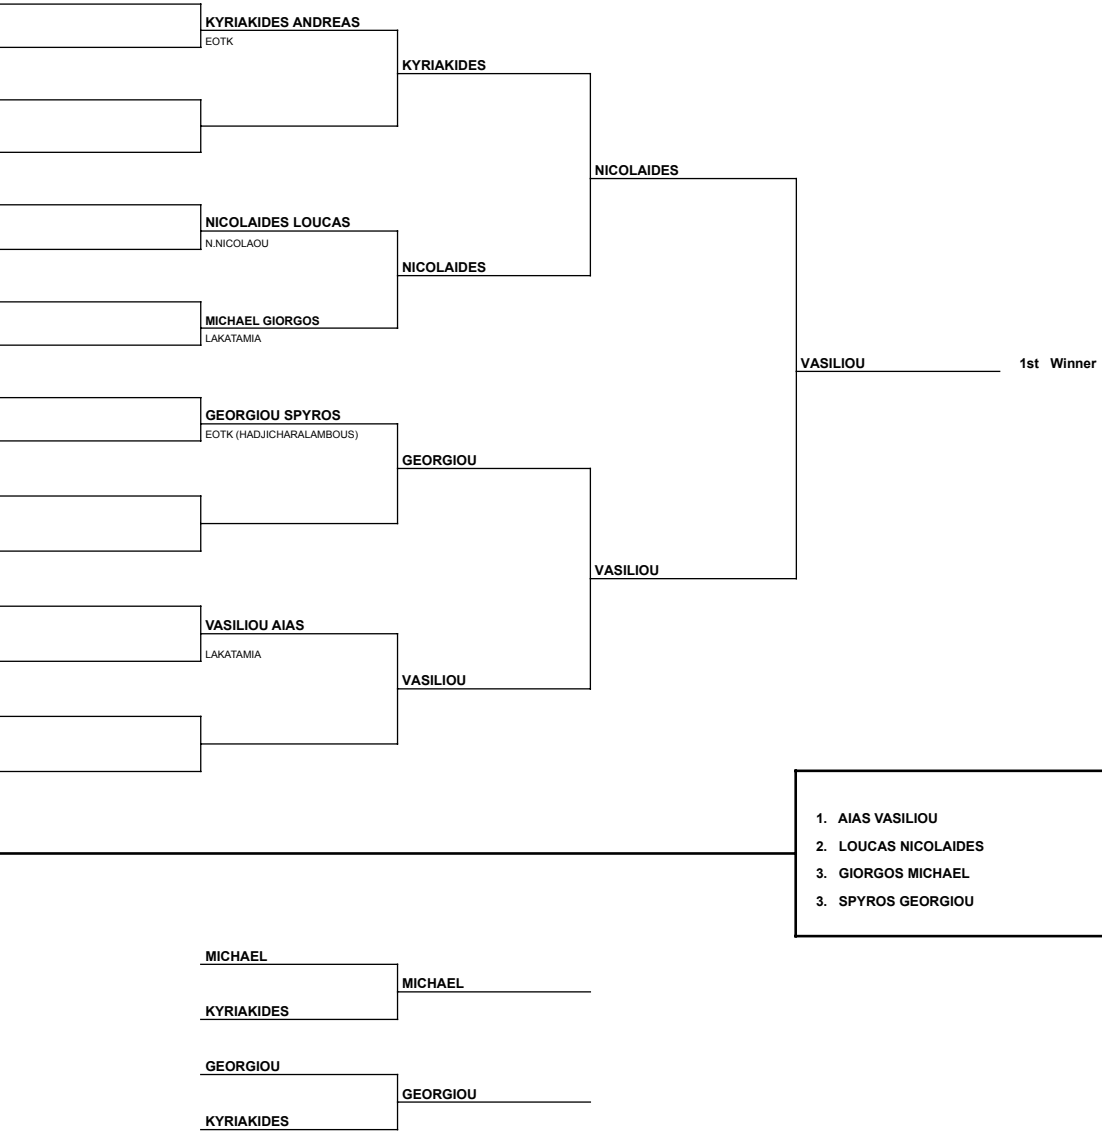 KYRIAKIDES ANDREAS
EOTK
KYRIAKIDES
NICOLAIDES
NICOLAIDES LOUCAS
N.NICOLAOU
NICOLAIDES
MICHAEL GIORGOS
LAKATAMIA
VASILIOU
1st Winner
GEORGIOU SPYROS
EOTK (HADJICHARALAMBOUS)
GEORGIOU
VASILIOU
VASILIOU AIAS
LAKATAMIA
VASILIOU
1. AIAS VASILIOU
2. LOUCAS NICOLAIDES
3. GIORGOS MICHAEL
3. SPYROS GEORGIOU
MICHAEL
MICHAEL
KYRIAKIDES
GEORGIOU
GEORGIOU
KYRIAKIDES